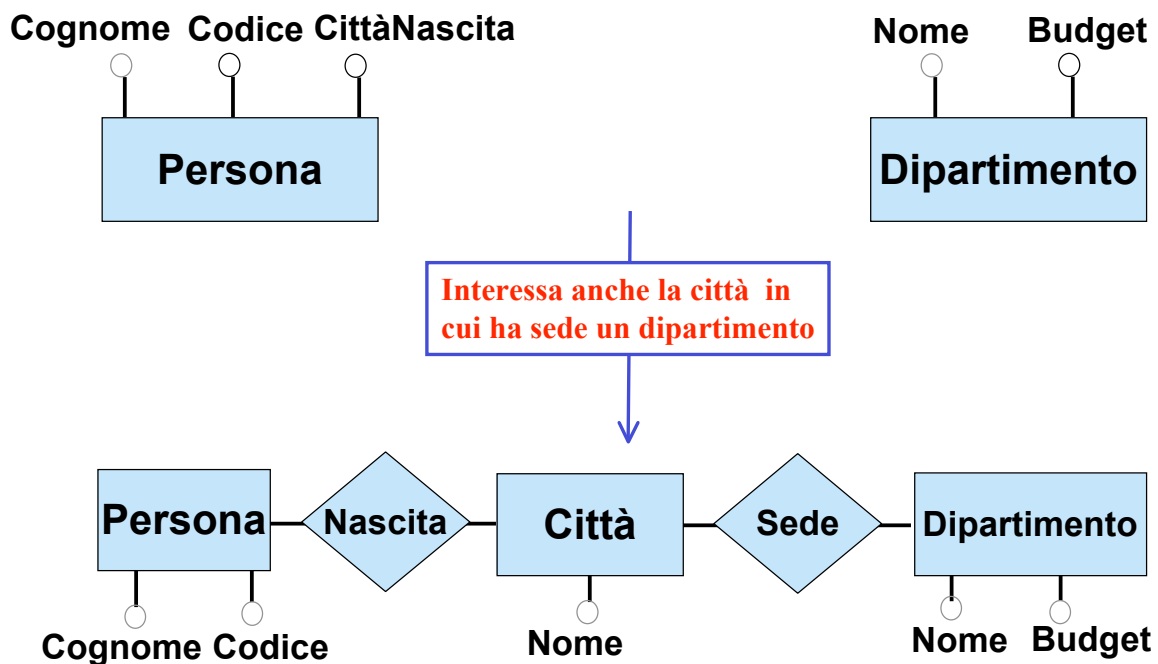 Cognome Codice CittàNascita
Nome Budget
Persona
Dipartimento
Interessa anche la città in
cui ha sede un dipartimento
Persona Nascita Città Sede Dipartimento
Cognome Codice Nome Nome Budget